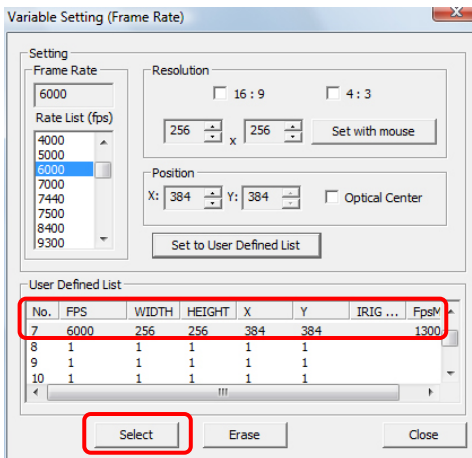 Variable Setting (Frame Rate)
Setting
Frame Rate
6000
Rate List (fps)
4000
5000
6000
7000
7440
7500
8400
9300
Resolution
16 : 9
4 : 3
256 x 256
Set with mouse
Position
X: 384 Y: 384
Optical Center
Set to User Defined List
User Defined List
No. FPS WIDTH HEIGHT X Y IRIG ... FpsM
7 6000 256 256 384 384 1300
8 1 1 1 1 1
9 1 1 1 1 1
10 1 1 1 1 1
Select
Erase
Close